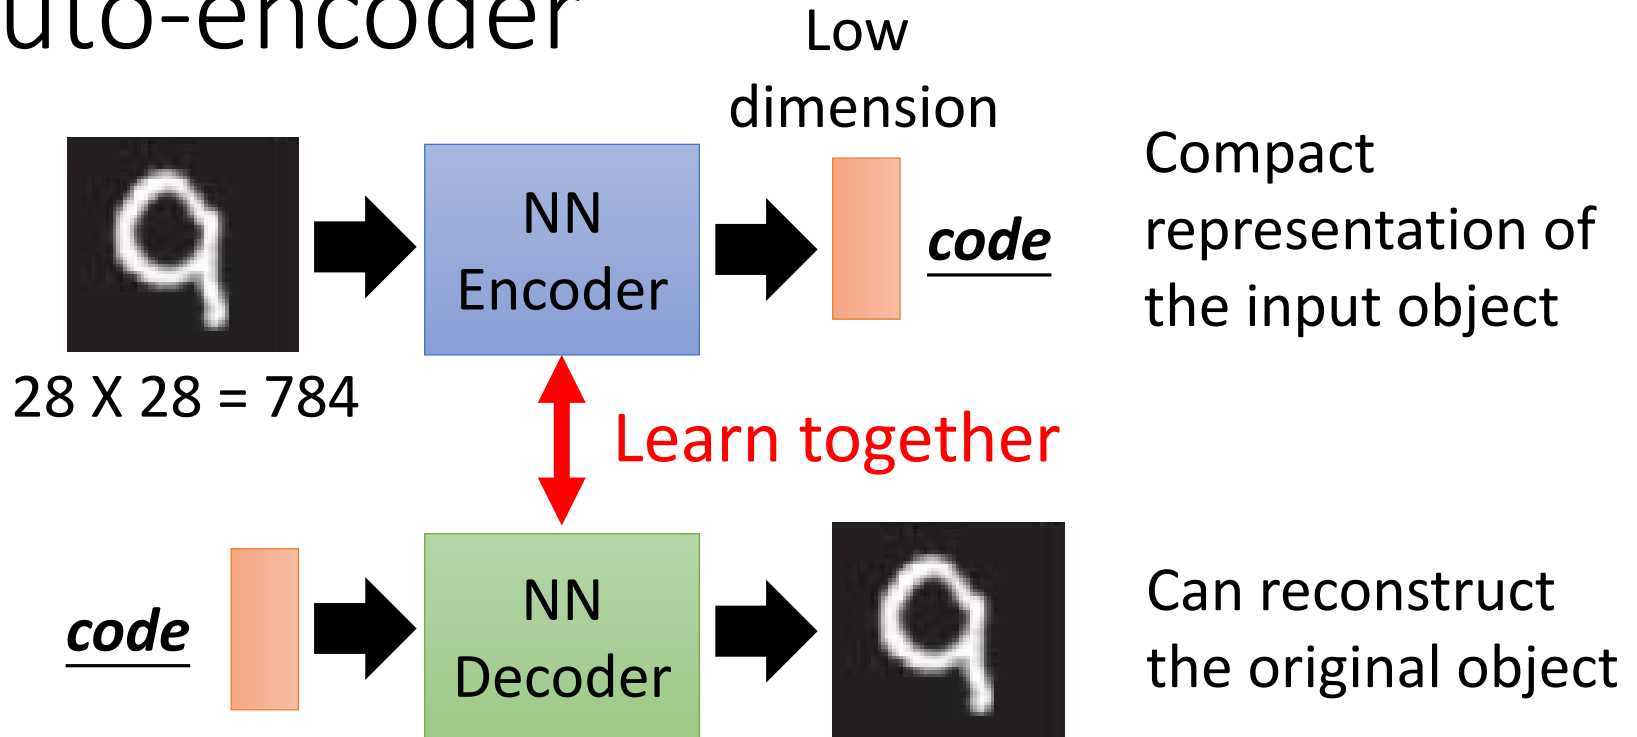 uto-encoder
Low
dimension
NN
Encoder
code
Compact
representation of
the input object
28 X 28 = 784
Learn together
code
NN
Decoder
Can reconstruct
the original object